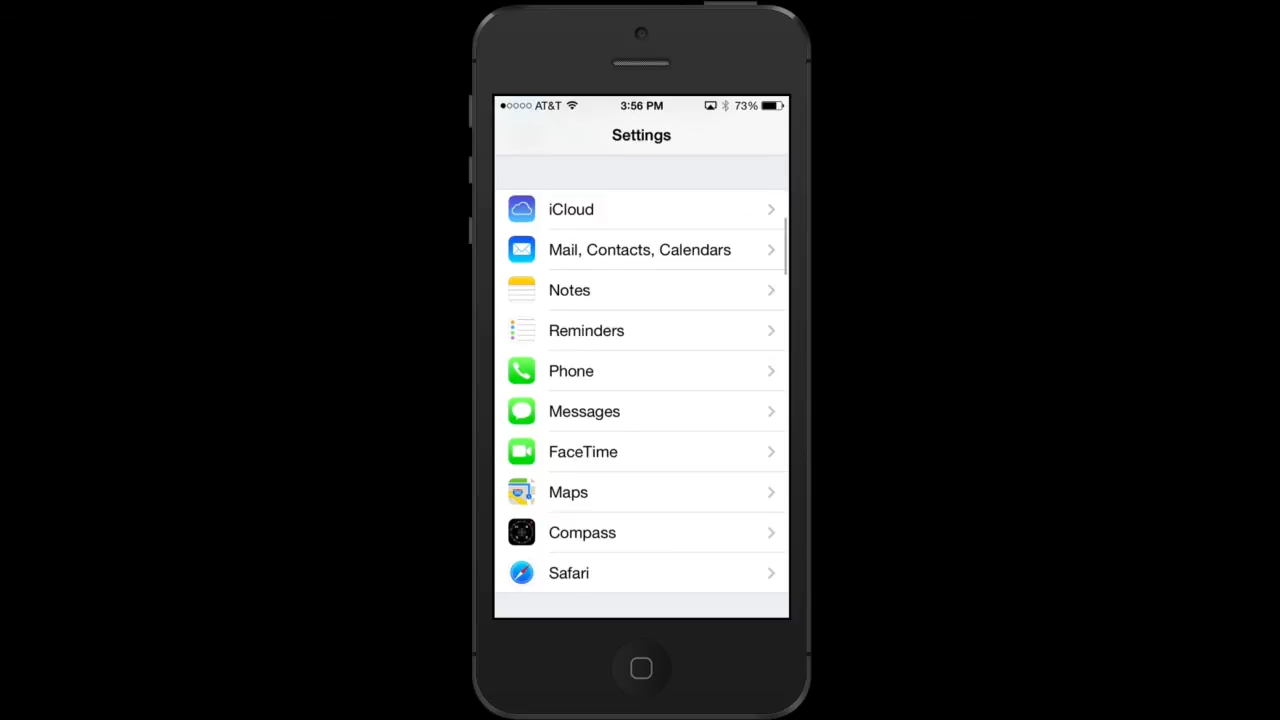 AT&T 3:56 PM 73%
Settings
iCloud
Mail, Contacts, Calendars
Notes
Reminders
Phone
Messages
FaceTime
Maps
Compass
Safari